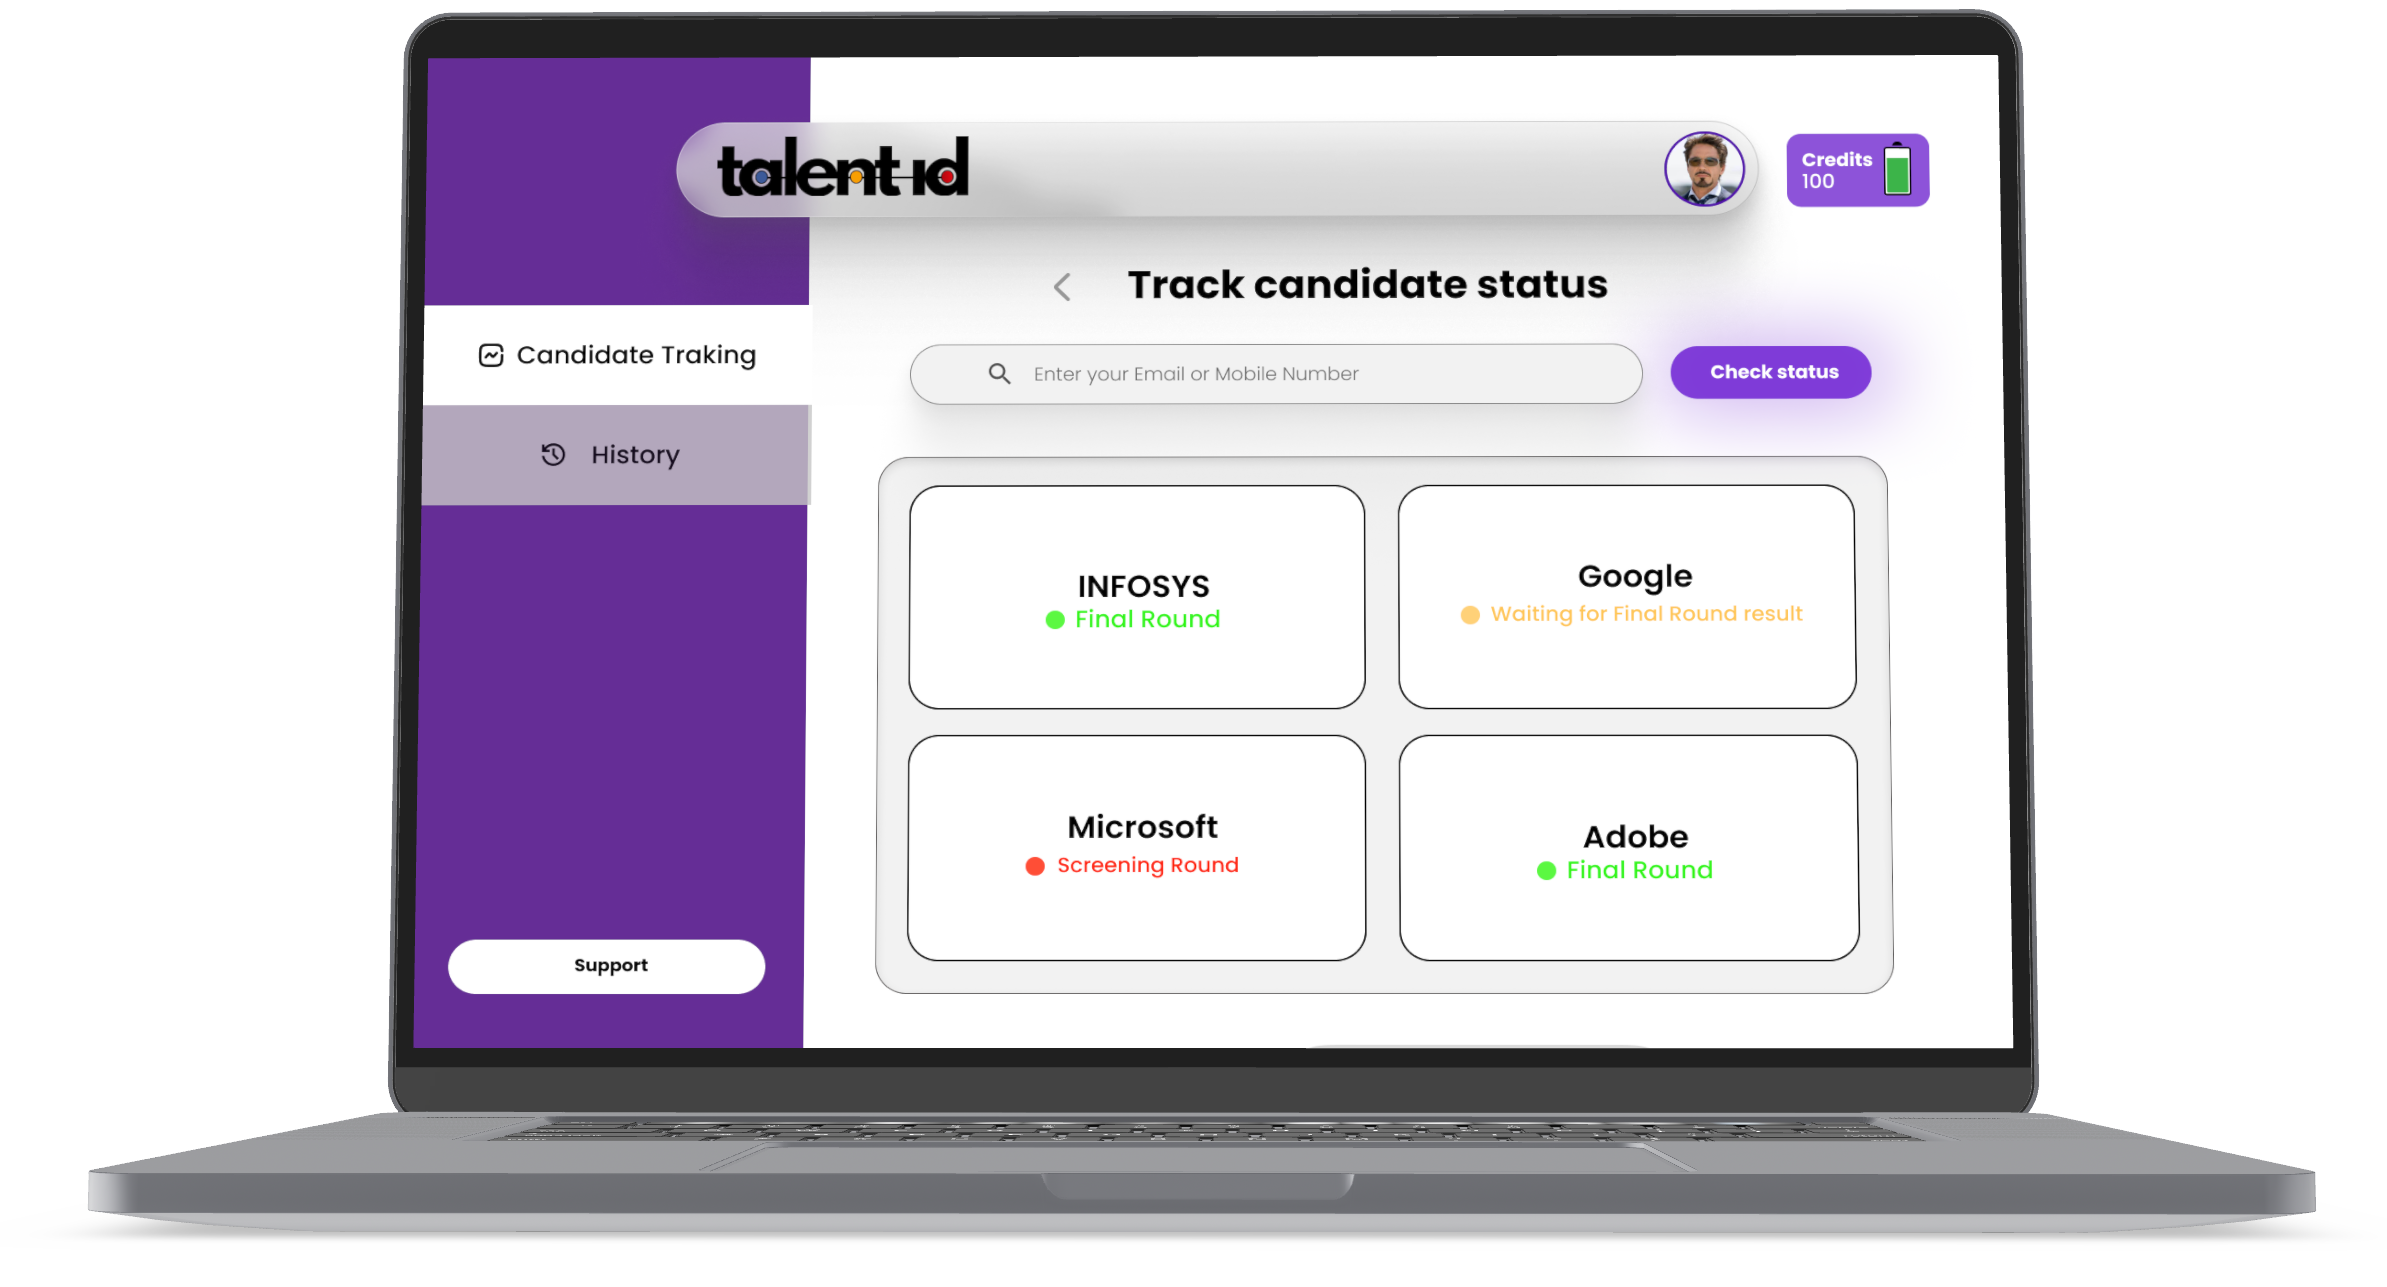 talent id
Credits
100
Track candidate status
Candidate Traking
Enter your Email or Mobile Number
Check status
History
INFOSYS
Final Round
Google
Waiting for Final Round result
Microsoft
Screening Round
Adobe
Final Round
Support